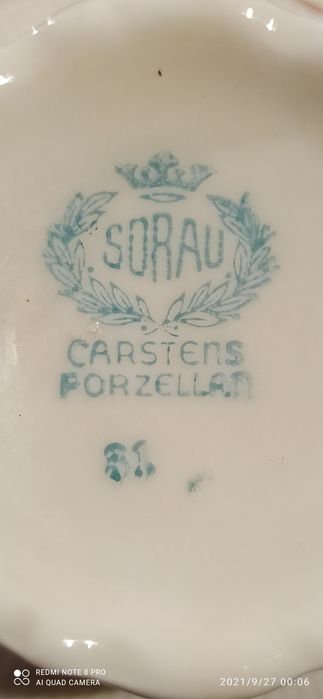 SORAU
CARSTENS
PORZELLAN
REDMI NOTE 8 PRO
AI QUAD CAMERA
2021/9/27 00:06